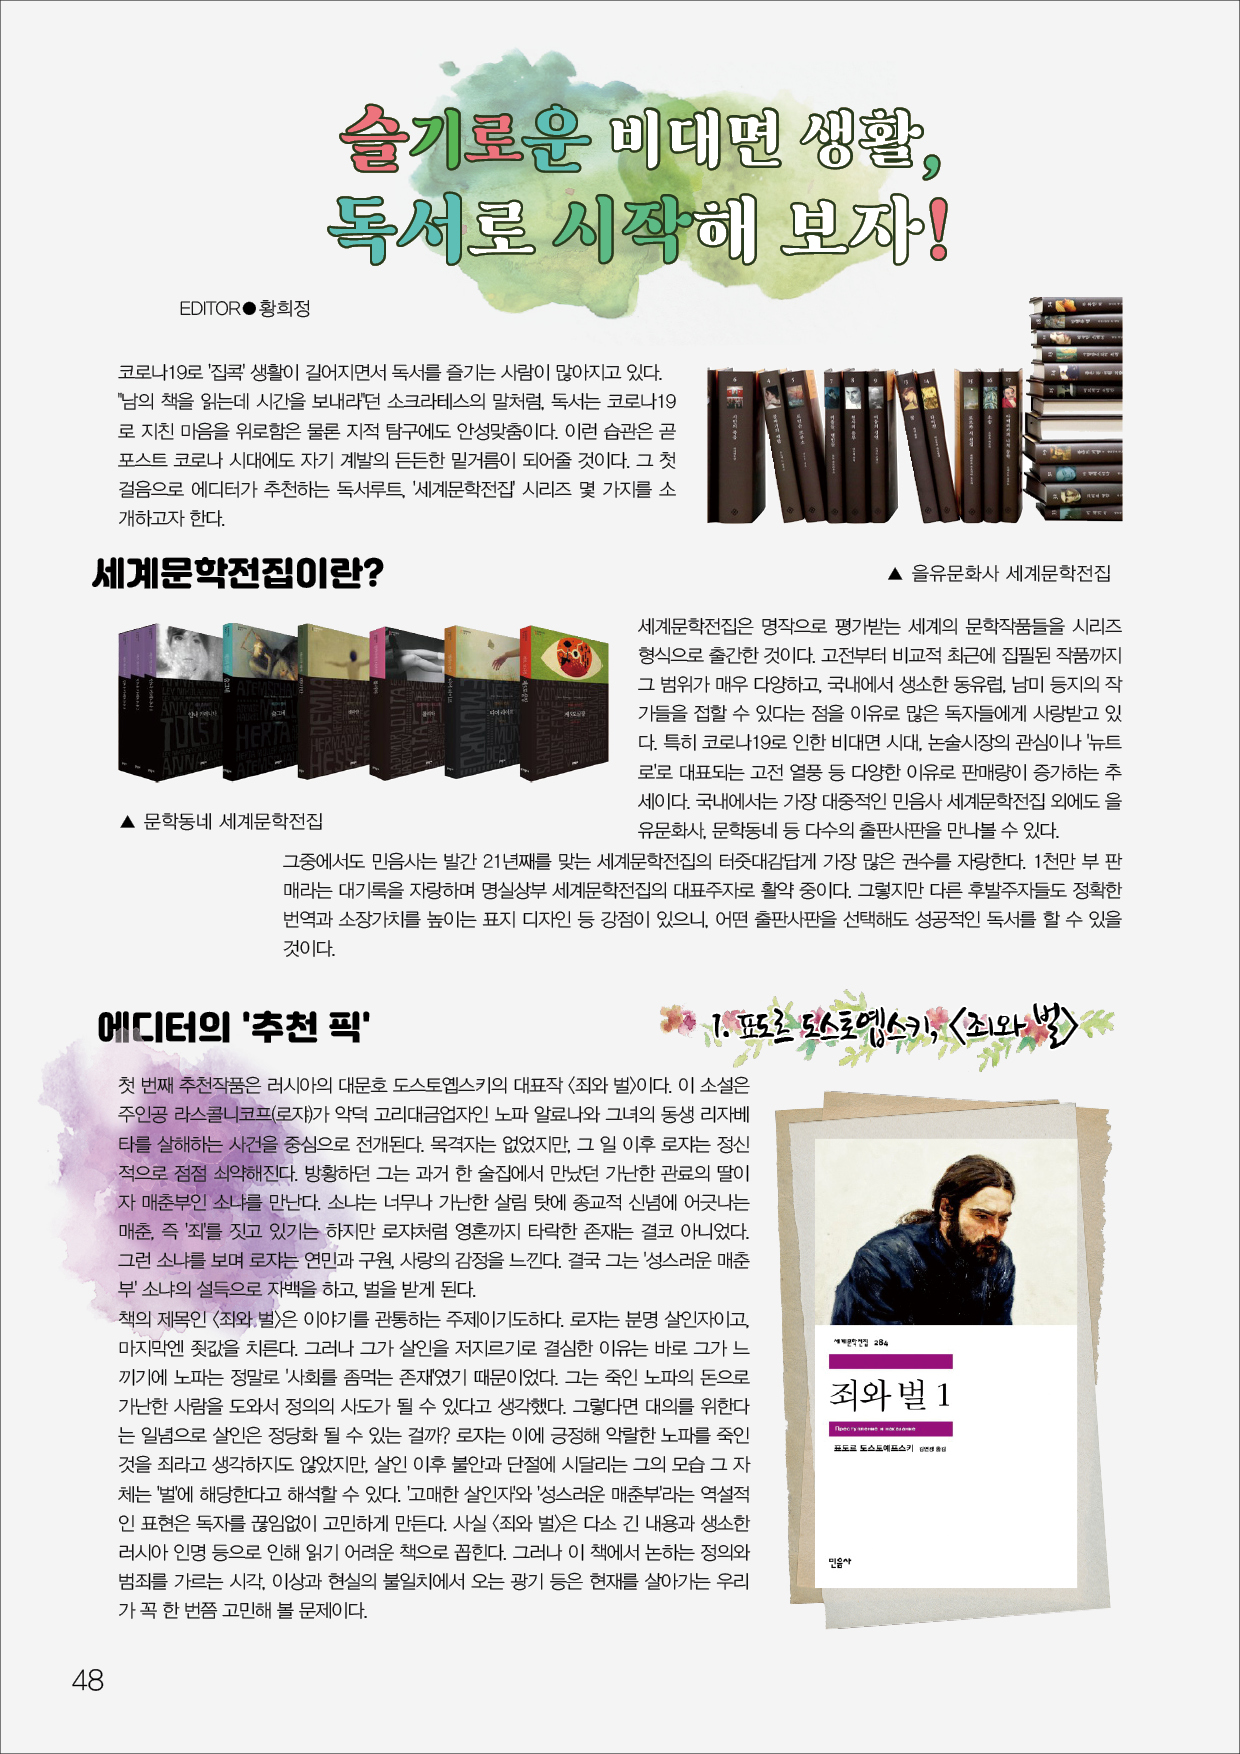 슬기로운 비대면 생활,
독서로 시작해 보자!
EDITOR●황희정
코로나19로 '집콕' 생활이 길어지면서 독서를 즐기는 사람이 많아지고 있다.
"남의 책을 읽는데 시간을 보내라"던 소크라테스의 말처럼, 독서는 코로나19
로 지친 마음을 위로함은 물론 지적 탐구에도 안성맞춤이다. 이런 습관은 곧
포스트 코로나 시대에도 자기 계발의 든든한 밑거름이 되어줄 것이다. 그 첫
걸음으로 에디터가 추천하는 독서루트, '세계문학전집' 시리즈 몇 가지를 소
개하고자 한다.
▲ 을유문화사 세계문학전집
세계문학전집이란?
▲ 문학동네 세계문학전집
세계문학전집은 명작으로 평가받는 세계의 문학작품들을 시리즈
형식으로 출간한 것이다. 고전부터 비교적 최근에 집필된 작품까지
그 범위가 매우 다양하고, 국내에서 생소한 동유럽, 남미 등지의 작
가들을 접할 수 있다는 점을 이유로 많은 독자들에게 사랑받고 있
다. 특히 코로나19로 인한 비대면 시대, 논술시장의 관심이나 '뉴트
로'로 대표되는 고전 열풍 등 다양한 이유로 판매량이 증가하는 추
세이다. 국내에서는 가장 대중적인 민음사 세계문학전집 외에도 을
유문화사, 문학동네 등 다수의 출판사판을 만나볼 수 있다.
그중에서도 민음사는 발간 21년째를 맞는 세계문학전집의 터줏대감답게 가장 많은 권수를 자랑한다. 1천만 부 판
매라는 대기록을 자랑하며 명실상부 세계문학전집의 대표주자로 활약 중이다. 그렇지만 다른 후발주자들도 정확한
번역과 소장가치를 높이는 표지 디자인 등 강점이 있으니, 어떤 출판사판을 선택해도 성공적인 독서를 할 수 있을
것이다.
에디터의 '추천 픽'
1. 표도르 도스토옙스키, <죄와 벌>
첫 번째 추천작품은 러시아의 대문호 도스토옙스키의 대표작 <죄와 벌>이다. 이 소설은
주인공 라스콜니코프(로쟈)가 악덕 고리대금업자인 노파 알료나와 그녀의 동생 리자베
타를 살해하는 사건을 중심으로 전개된다. 목격자는 없었지만, 그 일 이후 로쟈는 정신
적으로 점점 쇠약해진다. 방황하던 그는 과거 한 술집에서 만났던 가난한 관료의 딸이
자 매춘부인 소냐를 만난다. 소냐는 너무나 가난한 살림 탓에 종교적 신념에 어긋나는
매춘, 즉 '죄'를 짓고 있기는 하지만 로쟈처럼 영혼까지 타락한 존재는 결코 아니었다.
그런 소냐를 보며 로쟈는 연민과 구원, 사랑의 감정을 느낀다. 결국 그는 '성스러운 매춘
부' 소냐의 설득으로 자백을 하고, 벌을 받게 된다.
책의 제목인 <죄와 벌>은 이야기를 관통하는 주제이기도하다. 로쟈는 분명 살인자이고,
마지막엔 죗값을 치른다. 그러나 그가 살인을 저지르기로 결심한 이유는 바로 그가 느
끼기에 노파는 정말로 '사회를 좀먹는 존재'였기 때문이었다. 그는 죽인 노파의 돈으로
가난한 사람을 도와서 정의의 사도가 될 수 있다고 생각했다. 그렇다면 대의를 위한다
는 일념으로 살인은 정당화 될 수 있는 걸까? 로쟈는 이에 긍정해 악랄한 노파를 죽인
것을 죄라고 생각하지도 않았지만, 살인 이후 불안과 단절에 시달리는 그의 모습 그 자
체는 '벌'에 해당한다고 해석할 수 있다. '고매한 살인자'와 '성스러운 매춘부'라는 역설적
인 표현은 독자를 끊임없이 고민하게 만든다. 사실 <죄와 벌>은 다소 긴 내용과 생소한
러시아 인명 등으로 인해 읽기 어려운 책으로 꼽힌다. 그러나 이 책에서 논하는 정의와
범죄를 가르는 시각, 이상과 현실의 불일치에서 오는 광기 등은 현재를 살아가는 우리
가 꼭 한 번쯤 고민해 볼 문제이다.
세계문학전집 284
죄와 벌 1
Преступление и наказание
표도르 도스토예프스키 김연경 옮김
민음사
48